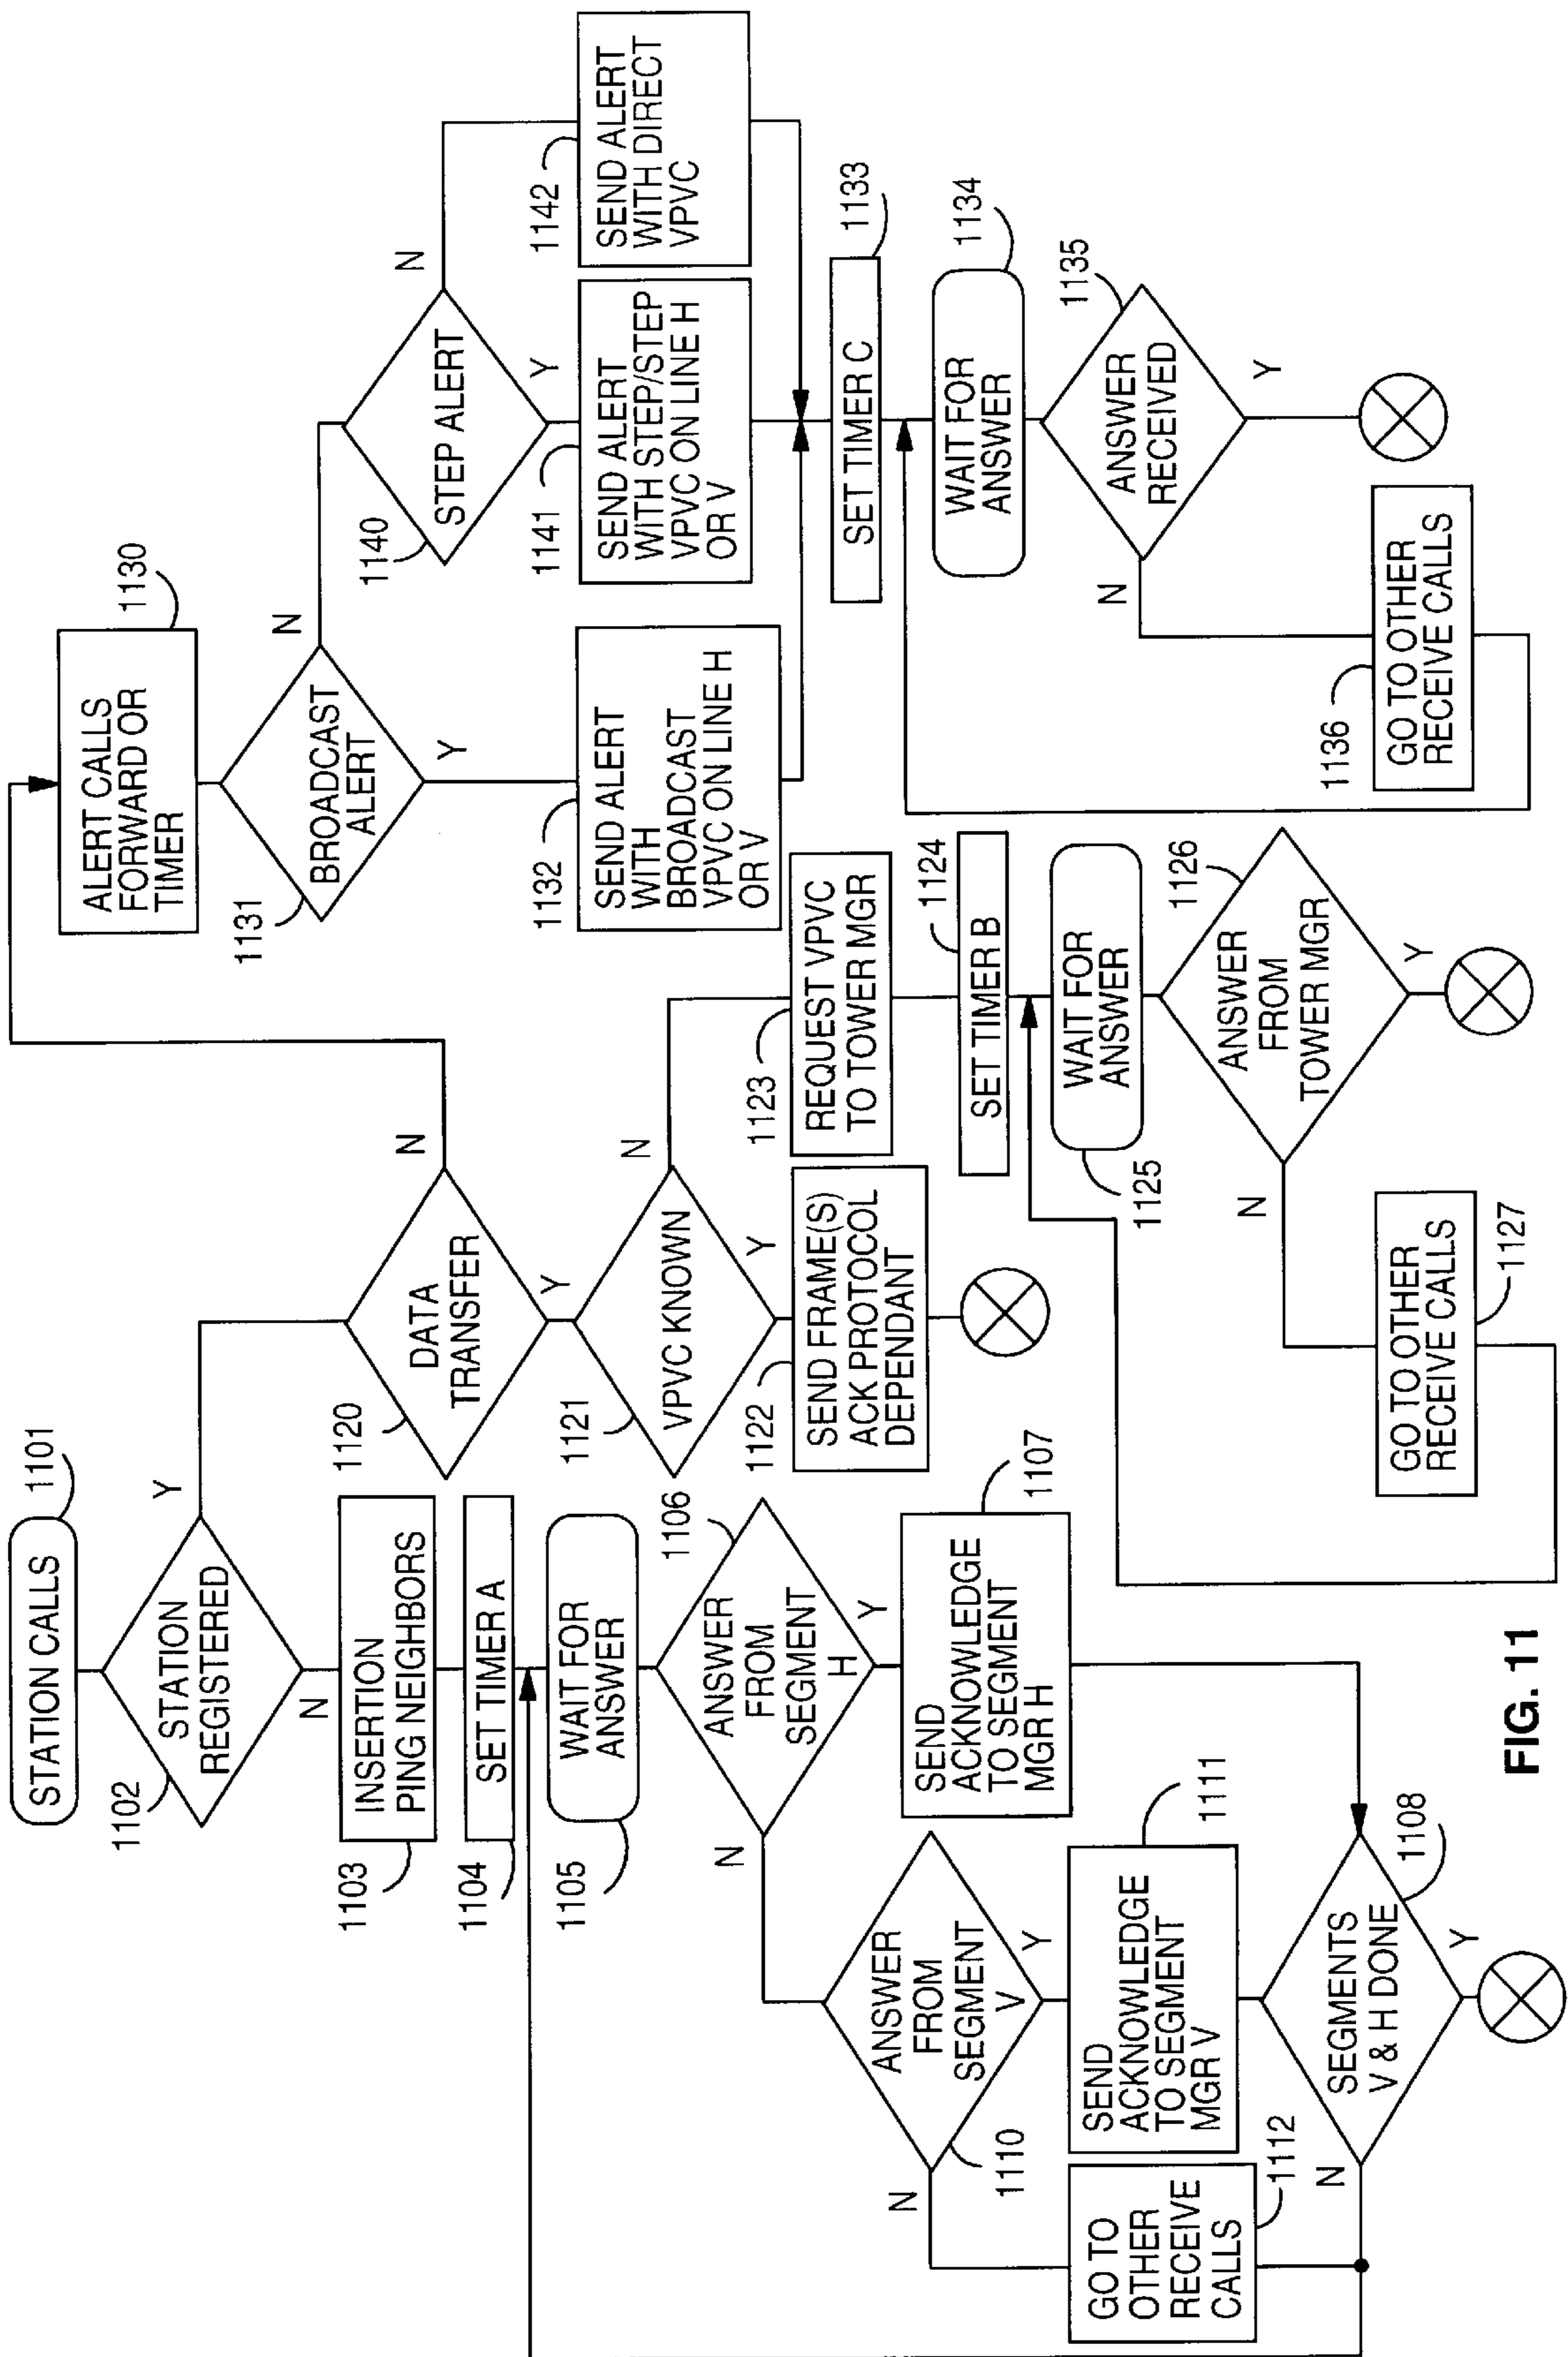 STATION CALLS
1101
STATION
REGISTERED
1102
Y
N
INSERTION
PING NEIGHBORS
1103
SET TIMER A
1104
WAIT FOR
ANSWER
1105
ANSWER
FROM
SEGMENT
H
1106
Y
N
SEND
ACKNOWLEDGE
TO SEGMENT
MGR H
1107
ANSWER
FROM
SEGMENT
V
1110
Y
N
SEND
ACKNOWLEDGE
TO SEGMENT
MGR V
1111
GO TO
OTHER
RECEIVE
CALLS
1112
SEGMENTS
V & H DONE
1108
N
Y
DATA
TRANSFER
1120
N
Y
VPVC KNOWN
1121
N
Y
SEND FRAME(S)
ACK PROTOCOL
DEPENDANT
1122
REQUEST VPVC
TO TOWER MGR
1123
SET TIMER B
1124
WAIT FOR
ANSWER
1125
ANSWER
FROM
TOWER MGR
1126
N
Y
GO TO OTHER
RECEIVE CALLS
1127
ALERT CALLS
FORWARD OR
TIMER
1130
BROADCAST
ALERT
1131
N
Y
SEND ALERT
WITH
BROADCAST
VPVC ON LINE H
OR V
1132
STEP ALERT
1140
N
Y
SEND ALERT
WITH STEP/STEP
VPVC ON LINE H
OR V
1141
SEND ALERT
WITH DIRECT
VPVC
1142
SET TIMER C
1133
WAIT FOR
ANSWER
1134
ANSWER
RECEIVED
1135
N
Y
GO TO OTHER
RECEIVE CALLS
1136
FIG. 11